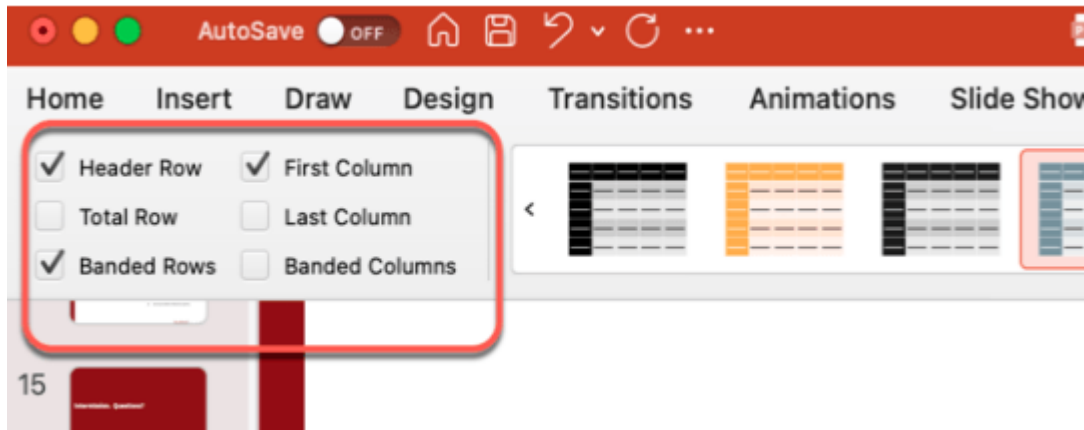 AutoSave OFF
Home Insert Draw Design Transitions Animations Slide Show
Header Row First Column
Total Row Last Column
Banded Rows Banded Columns
15